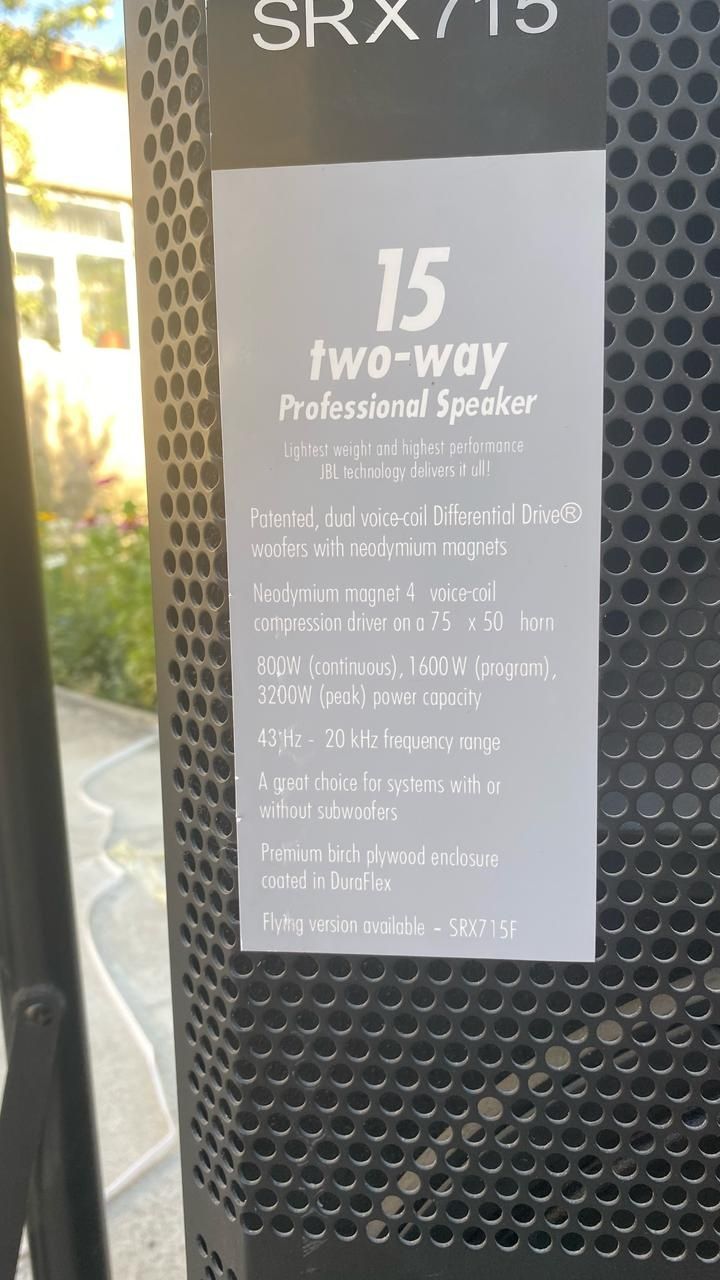 SRX715
15
two-way
Professional Speaker
Lightest weight and highest performance
JBL technology delivers it all!
Patented, dual voice-coil Differential Drive®
woofers with neodymium magnets
Neodymium magnet 4 voice-coil
compression driver on a 75 x 50 horn
800W (continuous), 1600W (program),
3200W (peak) power capacity
43 Hz - 20 kHz frequency range
A great choice for systems with or
without subwoofers
Premium birch plywood enclosure
coated in DuraFlex
Flying version available - SRX715F